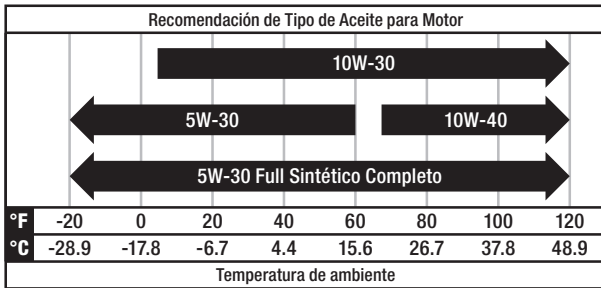 Recomendación de Tipo de Aceite para Motor
10W-30
5W-30 10W-40
5W-30 Full Sintético Completo
°F -20 0 20 40 60 80 100 120
°C -28.9 -17.8 -6.7 4.4 15.6 26.7 37.8 48.9
Temperatura de ambiente